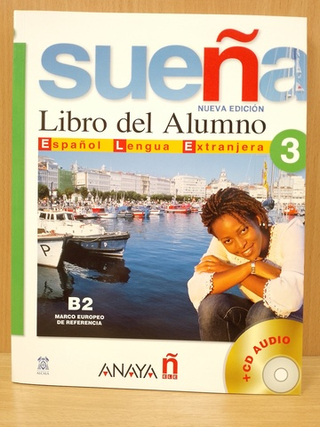 sueña
NUEVA EDICIÓN
Libro del Alumno
Español Lengua Extranjera
3
B2
MARCO EUROPEO
DE REFERENCIA
+ CD AUDIO
ANAYA ñ
ELE